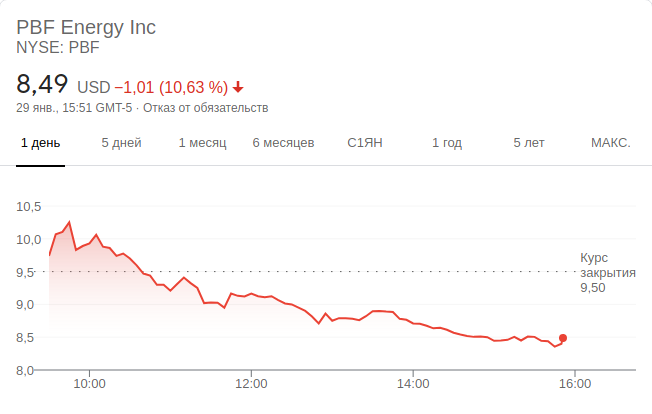 PBF Energy Inc
NYSE: PBF
8,49 USD −1,01 (10,63 %)
29 янв., 15:51 GMT-5 · Отказ от обязательств
1 день 5 дней 1 месяц 6 месяцев С1ЯН 1 год 5 лет МАКС.
10,5
10,0
9,5
9,0
8,5
8,0
Курс
закрытия
9,50
10:00 12:00 14:00 16:00